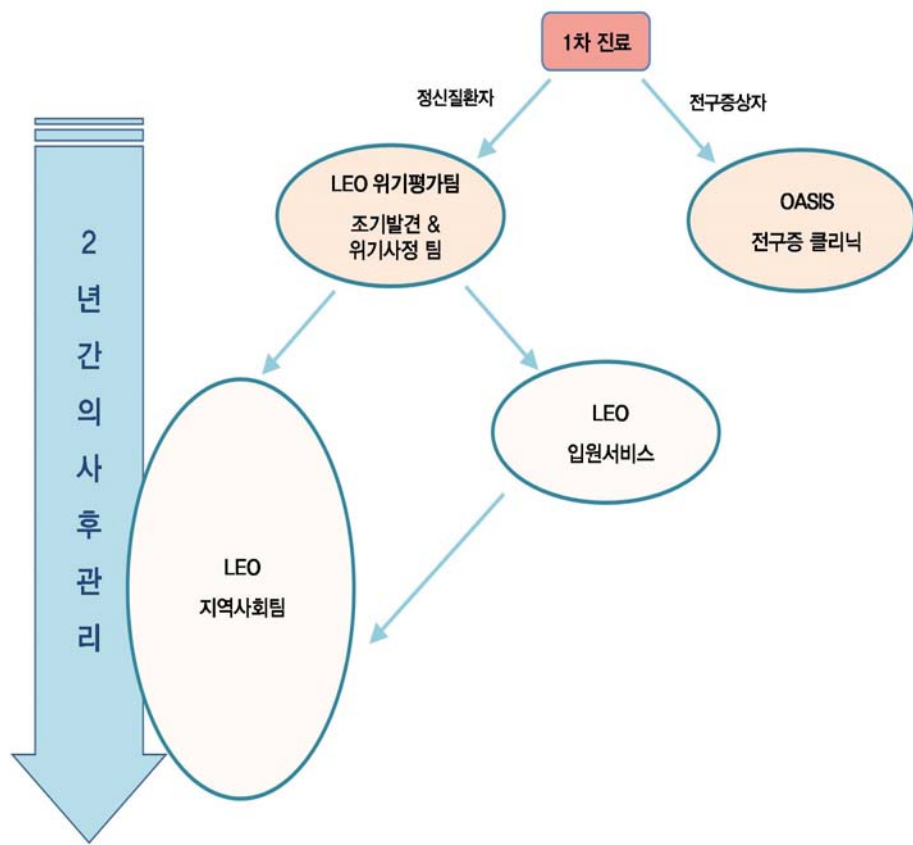 1차 진료
정신질환자
전구증상자
LEO 위기평가팀
조기발견 &
위기사정 팀
OASIS
전구증 클리닉
2년간의사후관리
LEO
입원서비스
LEO
지역사회팀